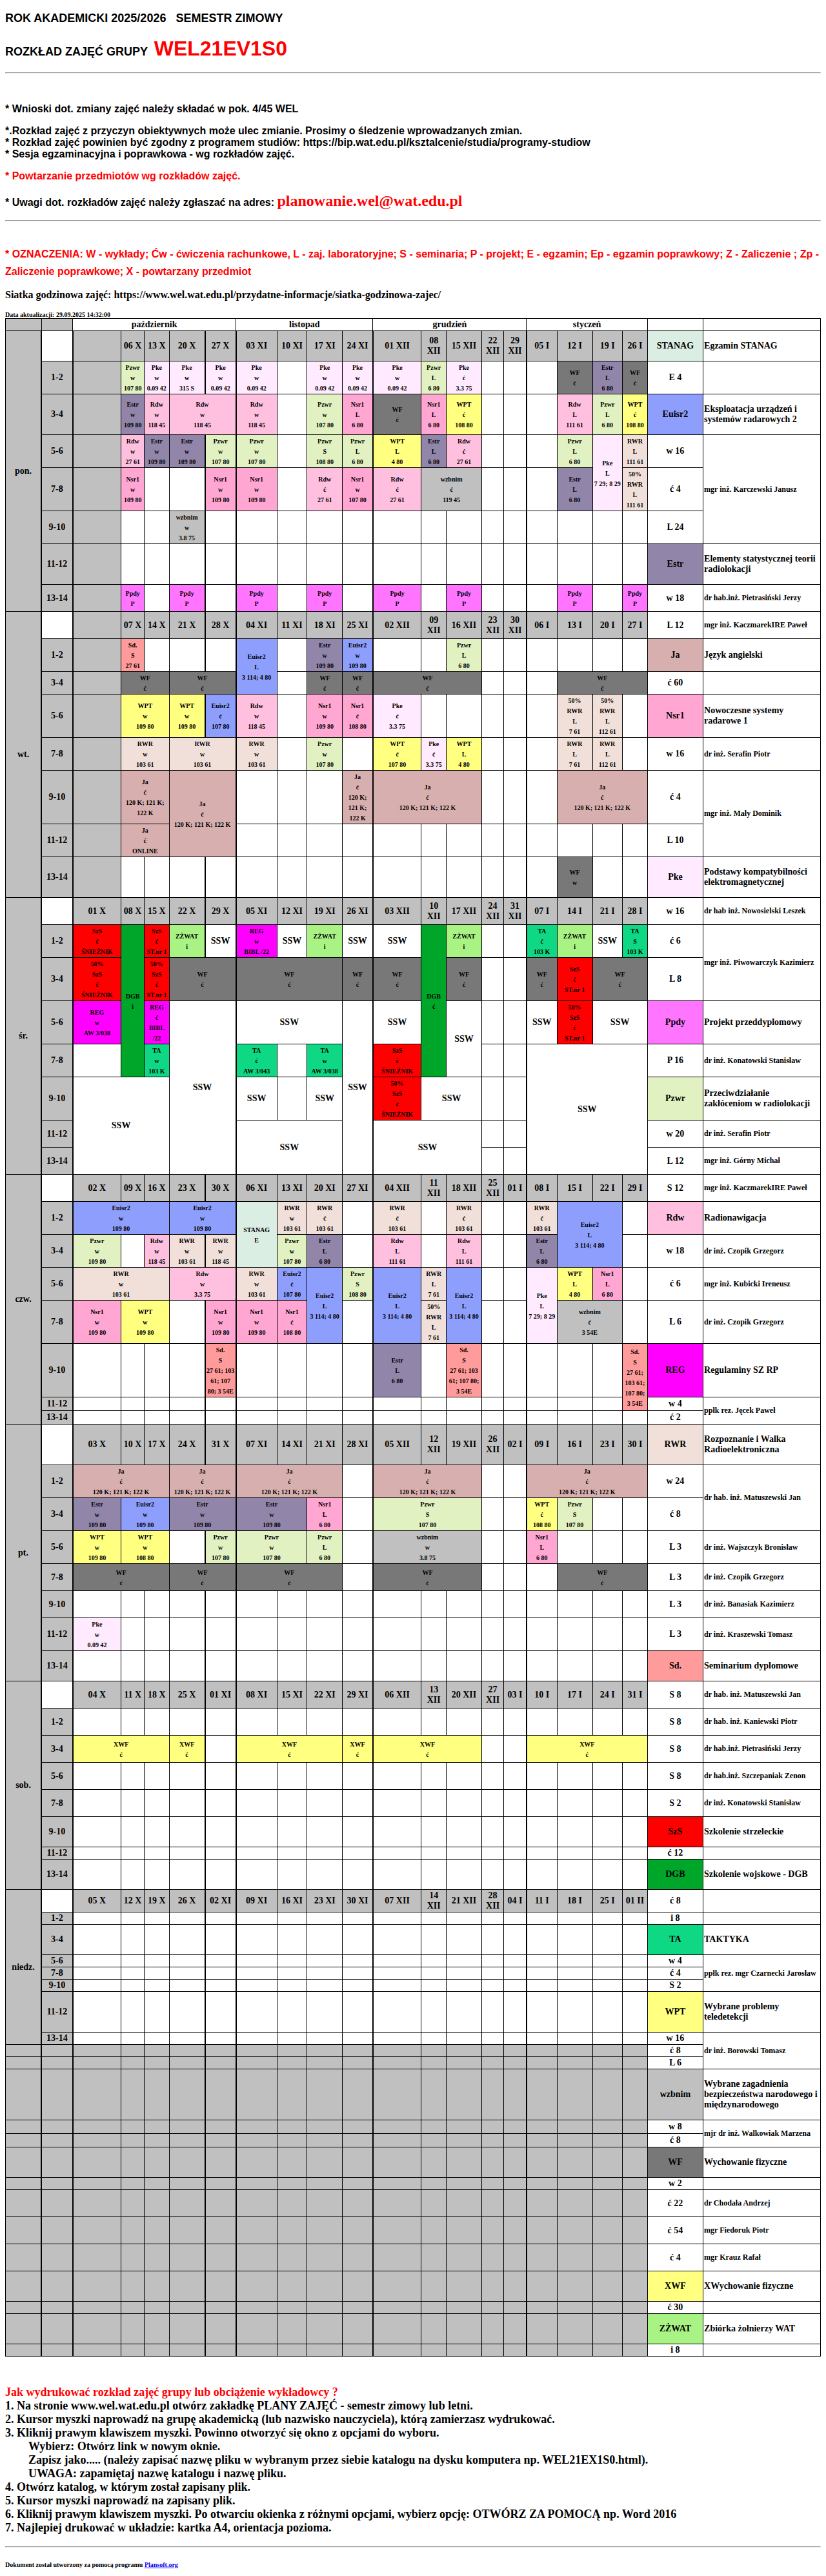 ROK AKADEMICKI 2025/2026 SEMESTR ZIMOWY
ROZKŁAD ZAJĘĆ GRUPY WEL21EV1S0
* Wnioski dot. zmiany zajęć należy składać w pok. 4/45 WEL
*.Rozkład zajęć z przyczyn obiektywnych może ulec zmianie. Prosimy o śledzenie wprowadzanych zmian.
* Rozkład zajęć powinien być zgodny z programem studiów: https://bip.wat.edu.pl/ksztalcenie/studia/programy-studiow
* Sesja egzaminacyjna i poprawkowa - wg rozkładów zajęć.
* Powtarzanie przedmiotów wg rozkładów zajęć.
* Uwagi dot. rozkładów zajęć należy zgłaszać na adres: planowanie.wel@wat.edu.pl
* OZNACZENIA: W - wykłady; Ćw - ćwiczenia rachunkowe, L - zaj. laboratoryjne; S - seminaria; P - projekt; E - egzamin; Ep - egzamin poprawkowy; Z - Zaliczenie ; Zp -
Zaliczenie poprawkowe; X - powtarzany przedmiot
Siatka godzinowa zajęć: https://www.wel.wat.edu.pl/przydatne-informacje/siatka-godzinowa-zajec/
Data aktualizacji: 29.09.2025 14:32:00
październik listopad grudzień styczeń
pon. 06 X 13 X 20 X 27 X 03 XI 10 XI 17 XI 24 XI 01 XII 08 XII 15 XII 22 XII 29 XII 05 I 12 I 19 I 26 I STANAG Egzamin STANAG
1-2 Pzwr w 107 80 Pke w 0.09 42 Pke w 315 S Pke w 0.09 42 Pke w 0.09 42 Pke w 0.09 42 Pke w 0.09 42 Pke w 0.09 42 Pzwr L 6 80 Pke ć 3.3 75 WF ć Estr L 6 80 WF ć E 4
3-4 Estr w 109 80 Rdw w 118 45 Rdw w 118 45 Rdw w 118 45 Pzwr w 107 80 Nsr1 L 6 80 WF ć Nsr1 L 6 80 WPT ć 108 80 Rdw L 111 61 Pzwr L 6 80 WPT ć 108 80 Euisr2 Eksploatacja urządzeń i systemów radarowych 2
5-6 Rdw w 27 61 Estr w 109 80 Estr w 109 80 Pzwr w 107 80 Pzwr w 107 80 Pzwr S 108 80 Pzwr L 6 80 WPT L 4 80 Estr L 6 80 Rdw ć 27 61 Pzwr L 6 80 Pke L 7 29; 8 29 RWR L 111 61 w 16 mgr inż. Karczewski Janusz
7-8 Nsr1 w 109 80 Nsr1 w 109 80 Nsr1 w 109 80 Rdw ć 27 61 Nsr1 w 107 80 Rdw ć 27 61 wzbnim ć 119 45 Estr L 6 80 50% RWR L 111 61 ć 4
9-10 wzbnim w 3.8 75 L 24
11-12 Estr Elementy statystycznej teorii radiolokacji
13-14 Ppdy P Ppdy P Ppdy P Ppdy P Ppdy P Ppdy P Ppdy P Ppdy P w 18 dr hab.inż. Pietrasiński Jerzy
wt. 07 X 14 X 21 X 28 X 04 XI 11 XI 18 XI 25 XI 02 XII 09 XII 16 XII 23 XII 30 XII 06 I 13 I 20 I 27 I L 12 mgr inż. KaczmarekIRE Paweł
1-2 Sd. S 27 61 Euisr2 L 3 114; 4 80 Estr w 109 80 Euisr2 w 109 80 Pzwr L 6 80 Ja Język angielski
3-4 WF ć WF ć WF ć WF ć WF ć WF ć ć 60
5-6 WPT w 109 80 WPT w 109 80 Euisr2 ć 107 80 Rdw w 118 45 Nsr1 w 109 80 Nsr1 ć 108 80 Pke ć 3.3 75 50% RWR L 7 61 50% RWR L 112 61 Nsr1 Nowoczesne systemy radarowe 1
7-8 RWR w 103 61 RWR w 103 61 RWR w 103 61 Pzwr w 107 80 WPT ć 107 80 Pke ć 3.3 75 WPT L 4 80 RWR L 7 61 RWR L 112 61 w 16 dr inż. Serafin Piotr
9-10 Ja ć 120 K; 121 K; 122 K Ja ć 120 K; 121 K; 122 K Ja ć 120 K; 121 K; 122 K Ja ć 120 K; 121 K; 122 K Ja ć 120 K; 121 K; 122 K ć 4 mgr inż. Mały Dominik
11-12 Ja ć ONLINE L 10
13-14 WF w Pke Podstawy kompatybilności elektromagnetycznej
śr. 01 X 08 X 15 X 22 X 29 X 05 XI 12 XI 19 XI 26 XI 03 XII 10 XII 17 XII 24 XII 31 XII 07 I 14 I 21 I 28 I w 16 dr hab inż. Nowosielski Leszek
1-2 SzS ć ŚNIEŻNIK DGB i SzS ć ST.nr 1 ZŻWAT i SSW REG w BIBL /22 SSW ZŻWAT i SSW SSW DGB ć ZŻWAT i TA ć 103 K ZŻWAT i SSW TA S 103 K ć 6 mgr inż. Piwowarczyk Kazimierz
3-4 50% SzS ć ŚNIEŻNIK 50% SzS ć ST.nr 1 WF ć WF ć WF ć WF ć WF ć WF ć SzS ć ST.nr 1 WF ć L 8
5-6 REG w AW 3/038 REG ć BIBL /22 SSW SSW SSW SSW SSW SSW 50% SzS ć ST.nr 1 SSW Ppdy Projekt przeddyplomowy
7-8 TA w 103 K TA ć AW 3/043 TA w AW 3/038 SzS ć ŚNIEŻNIK SSW P 16 dr inż. Konatowski Stanisław
9-10 SSW SSW SSW 50% SzS ć ŚNIEŻNIK SSW Pzwr Przeciwdziałanie zakłóceniom w radiolokacji
11-12 SSW SSW w 20 dr inż. Serafin Piotr
13-14 L 12 mgr inż. Górny Michał
czw. 02 X 09 X 16 X 23 X 30 X 06 XI 13 XI 20 XI 27 XI 04 XII 11 XII 18 XII 25 XII 01 I 08 I 15 I 22 I 29 I S 12 mgr inż. KaczmarekIRE Paweł
1-2 Euisr2 w 109 80 Euisr2 w 109 80 STANAG E RWR w 103 61 RWR ć 103 61 RWR ć 103 61 RWR ć 103 61 RWR ć 103 61 Euisr2 L 3 114; 4 80 Rdw Radionawigacja
3-4 Pzwr w 109 80 Rdw w 118 45 RWR w 103 61 RWR w 118 45 Pzwr w 107 80 Estr L 6 80 Rdw L 111 61 Rdw L 111 61 Estr L 6 80 w 18 dr inż. Czopik Grzegorz
5-6 RWR w 103 61 Rdw w 3.3 75 RWR w 103 61 Euisr2 ć 107 80 Euisr2 L 3 114; 4 80 Pzwr S 108 80 Euisr2 L 3 114; 4 80 RWR L 7 61 Euisr2 L 3 114; 4 80 Pke L 7 29; 8 29 WPT L 4 80 Nsr1 L 6 80 ć 6 mgr inż. Kubicki Ireneusz
7-8 Nsr1 w 109 80 WPT w 109 80 Nsr1 w 109 80 Nsr1 w 109 80 Nsr1 ć 108 80 50% RWR L 7 61 wzbnim ć 3 54E L 6 dr inż. Czopik Grzegorz
9-10 Sd. S 27 61; 103 61; 107 80; 3 54E Estr L 6 80 Sd. S 27 61; 103 61; 107 80; 3 54E Sd. S 27 61; 103 61; 107 80; 3 54E REG Regulaminy SZ RP
11-12 w 4 ppłk rez. Jęcek Paweł
13-14 ć 2
pt. 03 X 10 X 17 X 24 X 31 X 07 XI 14 XI 21 XI 28 XI 05 XII 12 XII 19 XII 26 XII 02 I 09 I 16 I 23 I 30 I RWR Rozpoznanie i Walka Radioelektroniczna
1-2 Ja ć 120 K; 121 K; 122 K Ja ć 120 K; 121 K; 122 K Ja ć 120 K; 121 K; 122 K Ja ć 120 K; 121 K; 122 K Ja ć 120 K; 121 K; 122 K w 24 dr hab. inż. Matuszewski Jan
3-4 Estr w 109 80 Euisr2 w 109 80 Estr w 109 80 Estr w 109 80 Nsr1 L 6 80 Pzwr S 107 80 WPT ć 108 80 Pzwr S 107 80 ć 8
5-6 WPT w 109 80 WPT w 108 80 Pzwr w 107 80 Pzwr w 107 80 Pzwr L 6 80 wzbnim w 3.8 75 Nsr1 L 6 80 L 3 dr inż. Wajszczyk Bronisław
7-8 WF ć WF ć WF ć WF ć WF ć L 3 dr inż. Czopik Grzegorz
9-10 L 3 dr inż. Banasiak Kazimierz
11-12 Pke w 0.09 42 L 3 dr inż. Kraszewski Tomasz
13-14 Sd. Seminarium dyplomowe
sob. 04 X 11 X 18 X 25 X 01 XI 08 XI 15 XI 22 XI 29 XI 06 XII 13 XII 20 XII 27 XII 03 I 10 I 17 I 24 I 31 I S 8 dr hab. inż. Matuszewski Jan
1-2 S 8 dr hab. inż. Kaniewski Piotr
3-4 XWF ć XWF ć XWF ć XWF ć XWF ć XWF ć S 8 dr hab.inż. Pietrasiński Jerzy
5-6 S 8 dr hab.inż. Szczepaniak Zenon
7-8 S 2 dr inż. Konatowski Stanisław
9-10 SzS Szkolenie strzeleckie
11-12 ć 12
13-14 DGB Szkolenie wojskowe - DGB
niedz. 05 X 12 X 19 X 26 X 02 XI 09 XI 16 XI 23 XI 30 XI 07 XII 14 XII 21 XII 28 XII 04 I 11 I 18 I 25 I 01 II ć 8
1-2 i 8
3-4 TA TAKTYKA
5-6 w 4 ppłk rez. mgr Czarnecki Jarosław
7-8 ć 4
9-10 S 2
11-12 WPT Wybrane problemy teledetekcji
13-14 w 16 dr inż. Borowski Tomasz
ć 8
L 6
wzbnim Wybrane zagadnienia bezpieczeństwa narodowego i międzynarodowego
w 8 mjr dr inż. Walkowiak Marzena
ć 8
WF Wychowanie fizyczne
w 2
ć 22 dr Chodała Andrzej
ć 54 mgr Fiedoruk Piotr
ć 4 mgr Krauz Rafał
XWF XWychowanie fizyczne
ć 30
ZŻWAT Zbiórka żołnierzy WAT
i 8
Jak wydrukować rozkład zajęć grupy lub obciążenie wykładowcy ?
1. Na stronie www.wel.wat.edu.pl otwórz zakładkę PLANY ZAJĘĆ - semestr zimowy lub letni.
2. Kursor myszki naprowadź na grupę akademicką (lub nazwisko nauczyciela), którą zamierzasz wydrukować.
3. Kliknij prawym klawiszem myszki. Powinno otworzyć się okno z opcjami do wyboru.
Wybierz: Otwórz link w nowym oknie.
Zapisz jako..... (należy zapisać nazwę pliku w wybranym przez siebie katalogu na dysku komputera np. WEL21EX1S0.html).
UWAGA: zapamiętaj nazwę katalogu i nazwę pliku.
4. Otwórz katalog, w którym został zapisany plik.
5. Kursor myszki naprowadź na zapisany plik.
6. Kliknij prawym klawiszem myszki. Po otwarciu okienka z różnymi opcjami, wybierz opcję: OTWÓRZ ZA POMOCĄ np. Word 2016
7. Najlepiej drukować w układzie: kartka A4, orientacja pozioma.
Dokument został utworzony za pomocą programu Plansoft.org